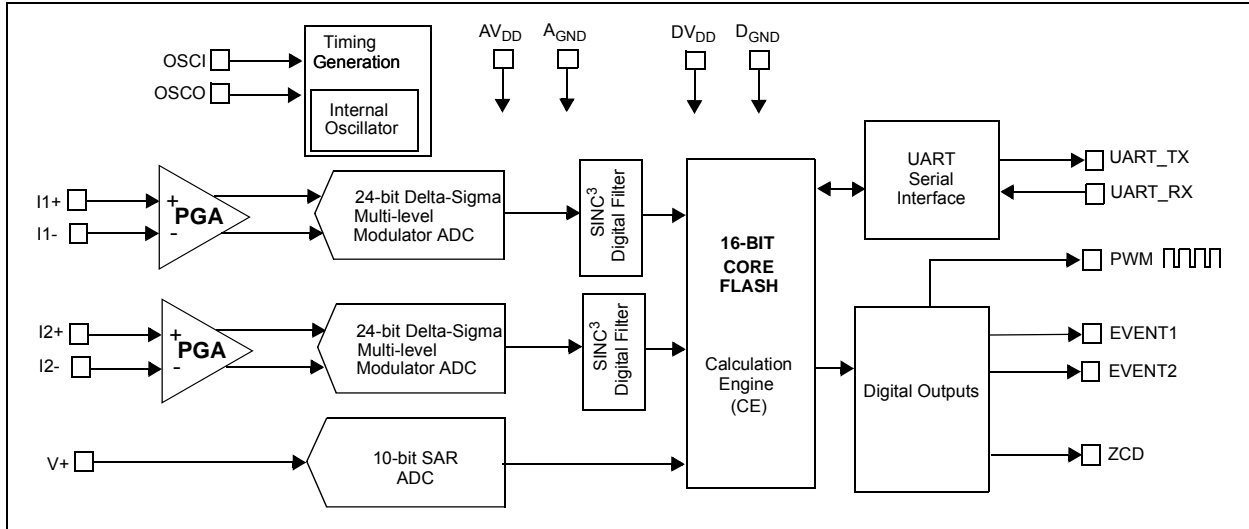 OSCI
OSCO
Timing
Generation
Internal
Oscillator
AVDD
AGND
DVDD
DGND
I1+
I1-
+
PGA
-
24-bit Delta-Sigma
Multi-level
Modulator ADC
SINC³
Digital Filter
I2+
I2-
+
PGA
-
24-bit Delta-Sigma
Multi-level
Modulator ADC
SINC³
Digital Filter
V+
10-bit SAR
ADC
16-BIT
CORE
FLASH
Calculation
Engine
(CE)
UART
Serial
Interface
UART_TX
UART_RX
Digital Outputs
PWM
EVENT1
EVENT2
ZCD